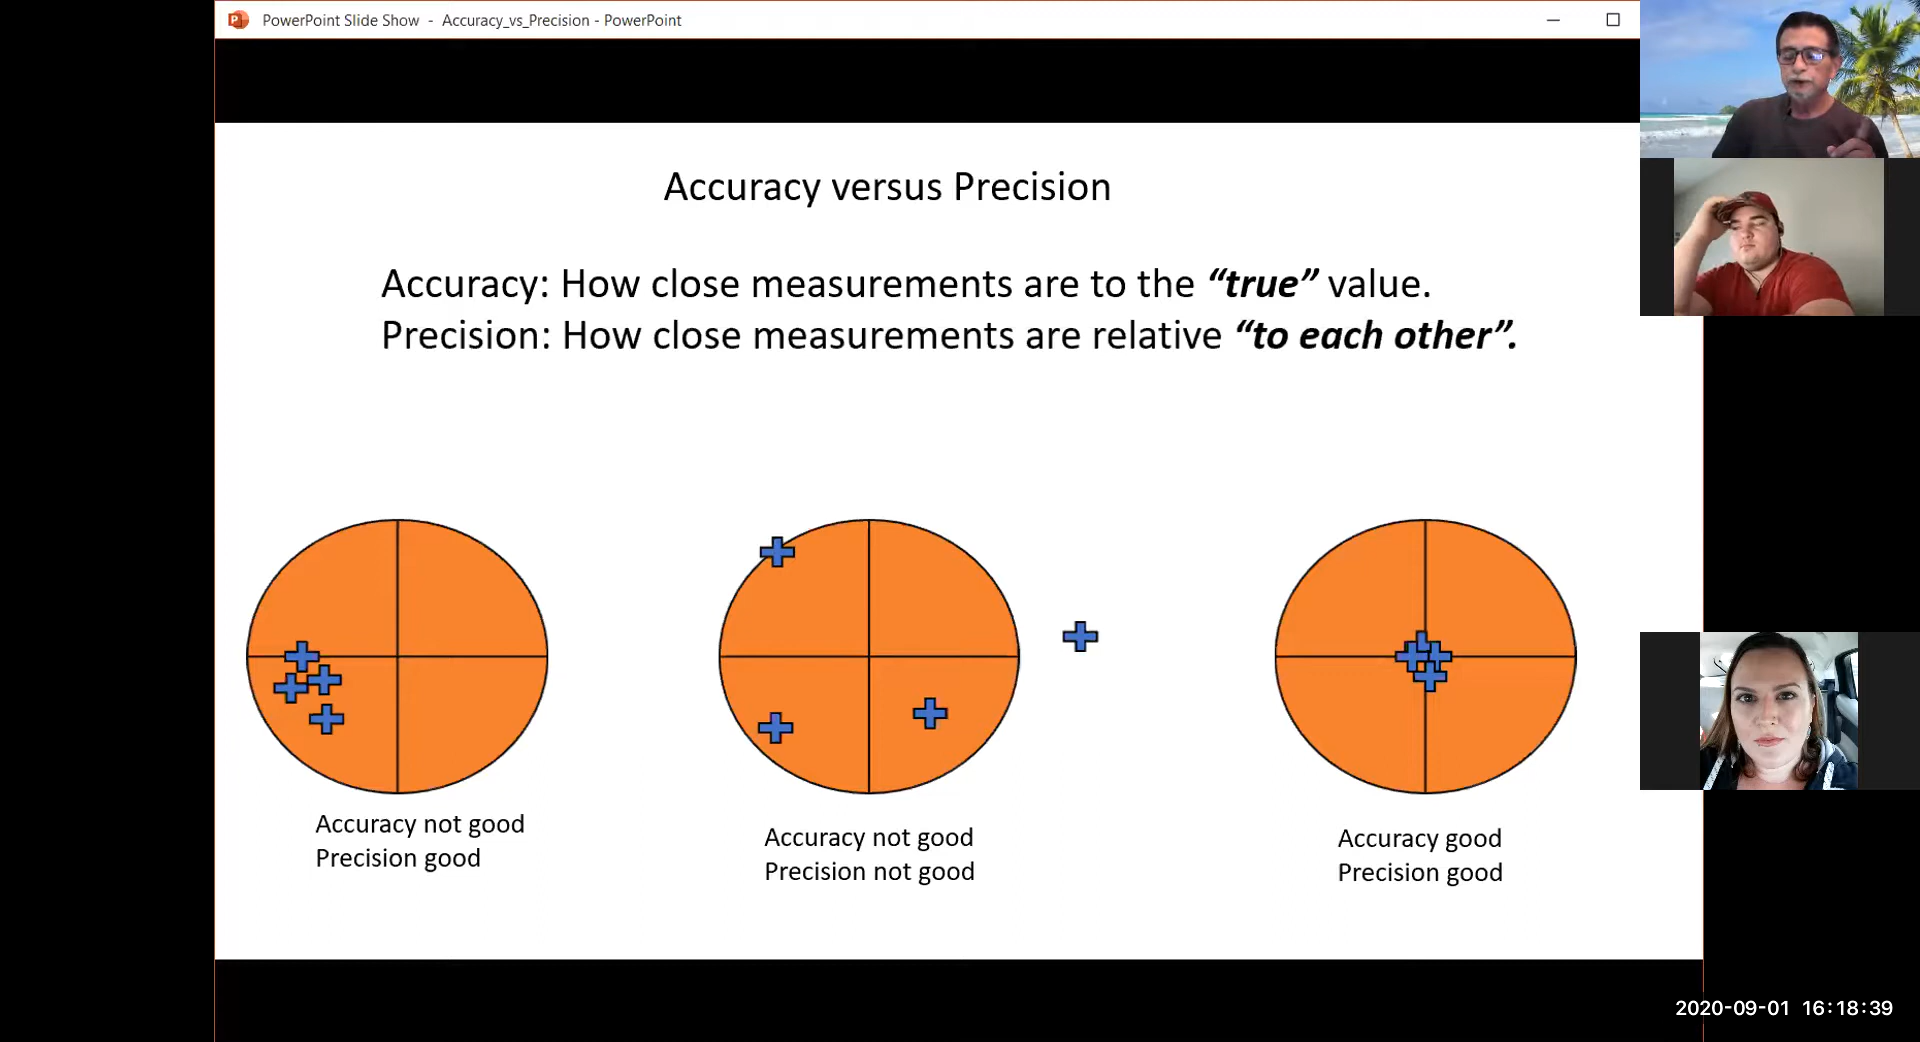 PowerPoint Slide Show - Accuracy_vs_Precision - PowerPoint
Accuracy versus Precision
Accuracy: How close measurements are to the “true” value.
Precision: How close measurements are relative “to each other”.
Accuracy not good
Precision good
Accuracy not good
Precision not good
Accuracy good
Precision good
2020-09-01 16:18:39